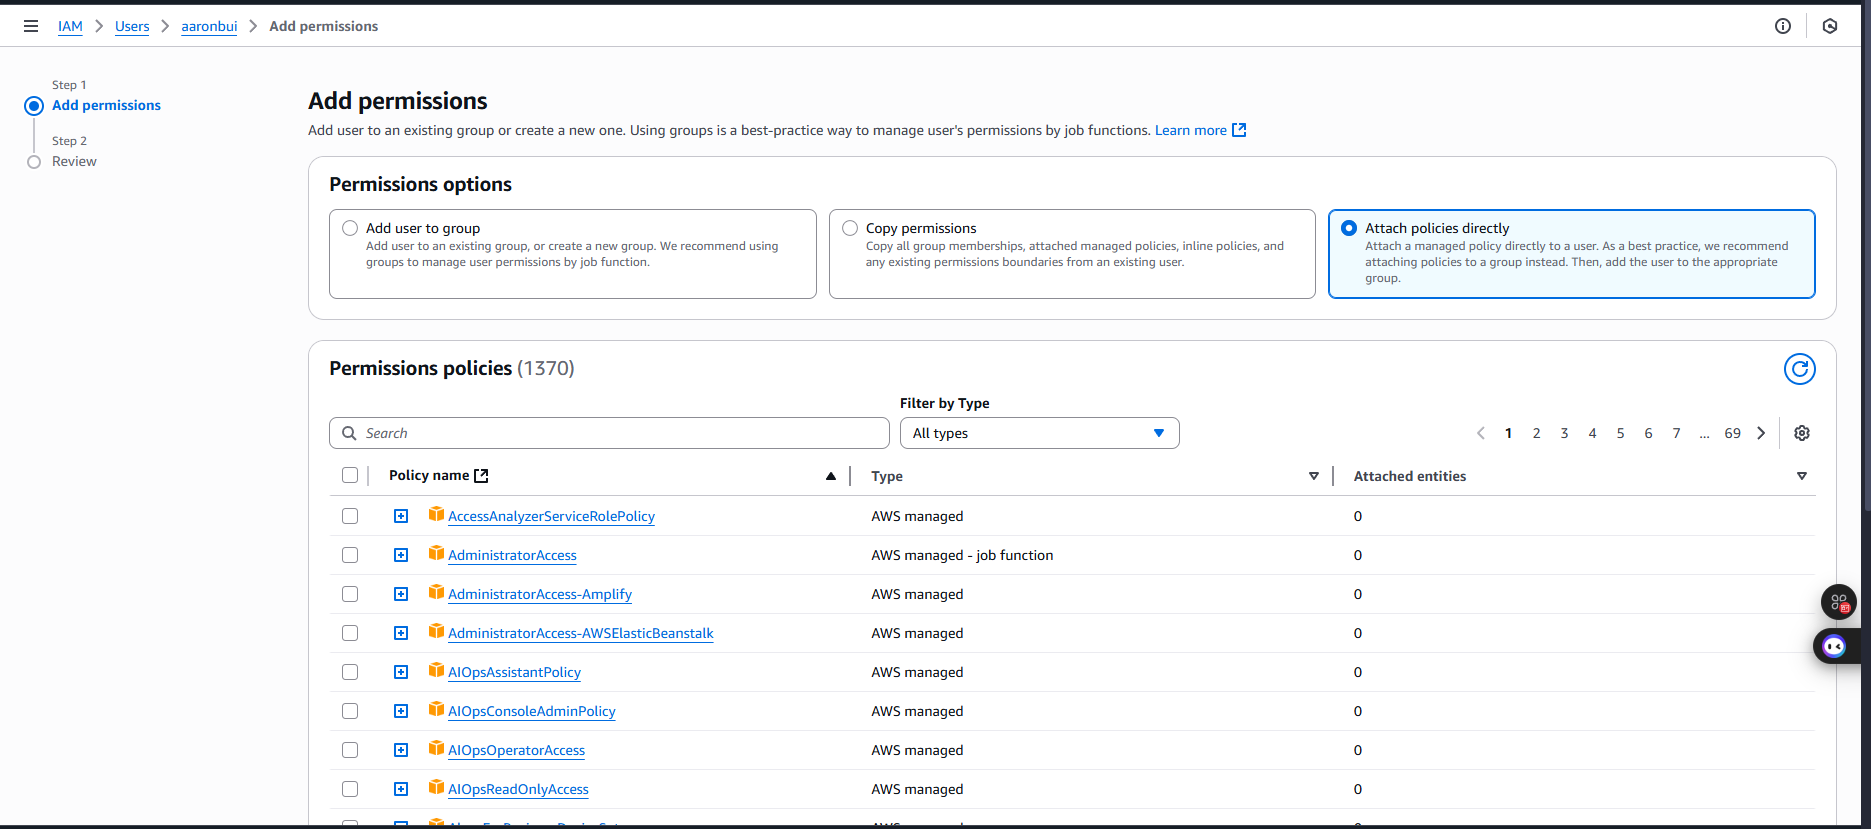 IAM > Users > aaronbui > Add permissions
Step 1
Add permissions
Step 2
Review
Add permissions
Add user to an existing group or create a new one. Using groups is a best-practice way to manage user's permissions by job functions. Learn more
Permissions options
Add user to group
Add user to an existing group, or create a new group. We recommend using
groups to manage user permissions by job function.
Copy permissions
Copy all group memberships, attached managed policies, inline policies, and
any existing permissions boundaries from an existing user.
Attach policies directly
Attach a managed policy directly to a user. As a best practice, we recommend
attaching policies to a group instead. Then, add the user to the appropriate
group.
Permissions policies (1370)
Filter by Type
Search
All types
1 2 3 4 5 6 7 ... 69
Policy name Type Attached entities
AccessAnalyzerServiceRolePolicy AWS managed 0
AdministratorAccess AWS managed - job function 0
AdministratorAccess-Amplify AWS managed 0
AdministratorAccess-AWSElasticBeanstalk AWS managed 0
AIOpsAssistantPolicy AWS managed 0
AIOpsConsoleAdminPolicy AWS managed 0
AIOpsOperatorAccess AWS managed 0
AIOpsReadOnlyAccess AWS managed 0